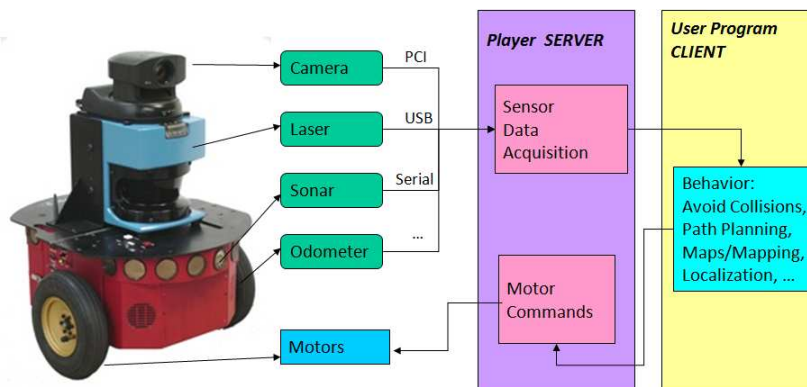 Camera
Laser
Sonar
Odometer
Motors
PCI
USB
Serial
...
Player SERVER
Sensor
Data
Acquisition
Motor
Commands
User Program
CLIENT
Behavior:
Avoid Collisions,
Path Planning,
Maps/Mapping,
Localization, ...